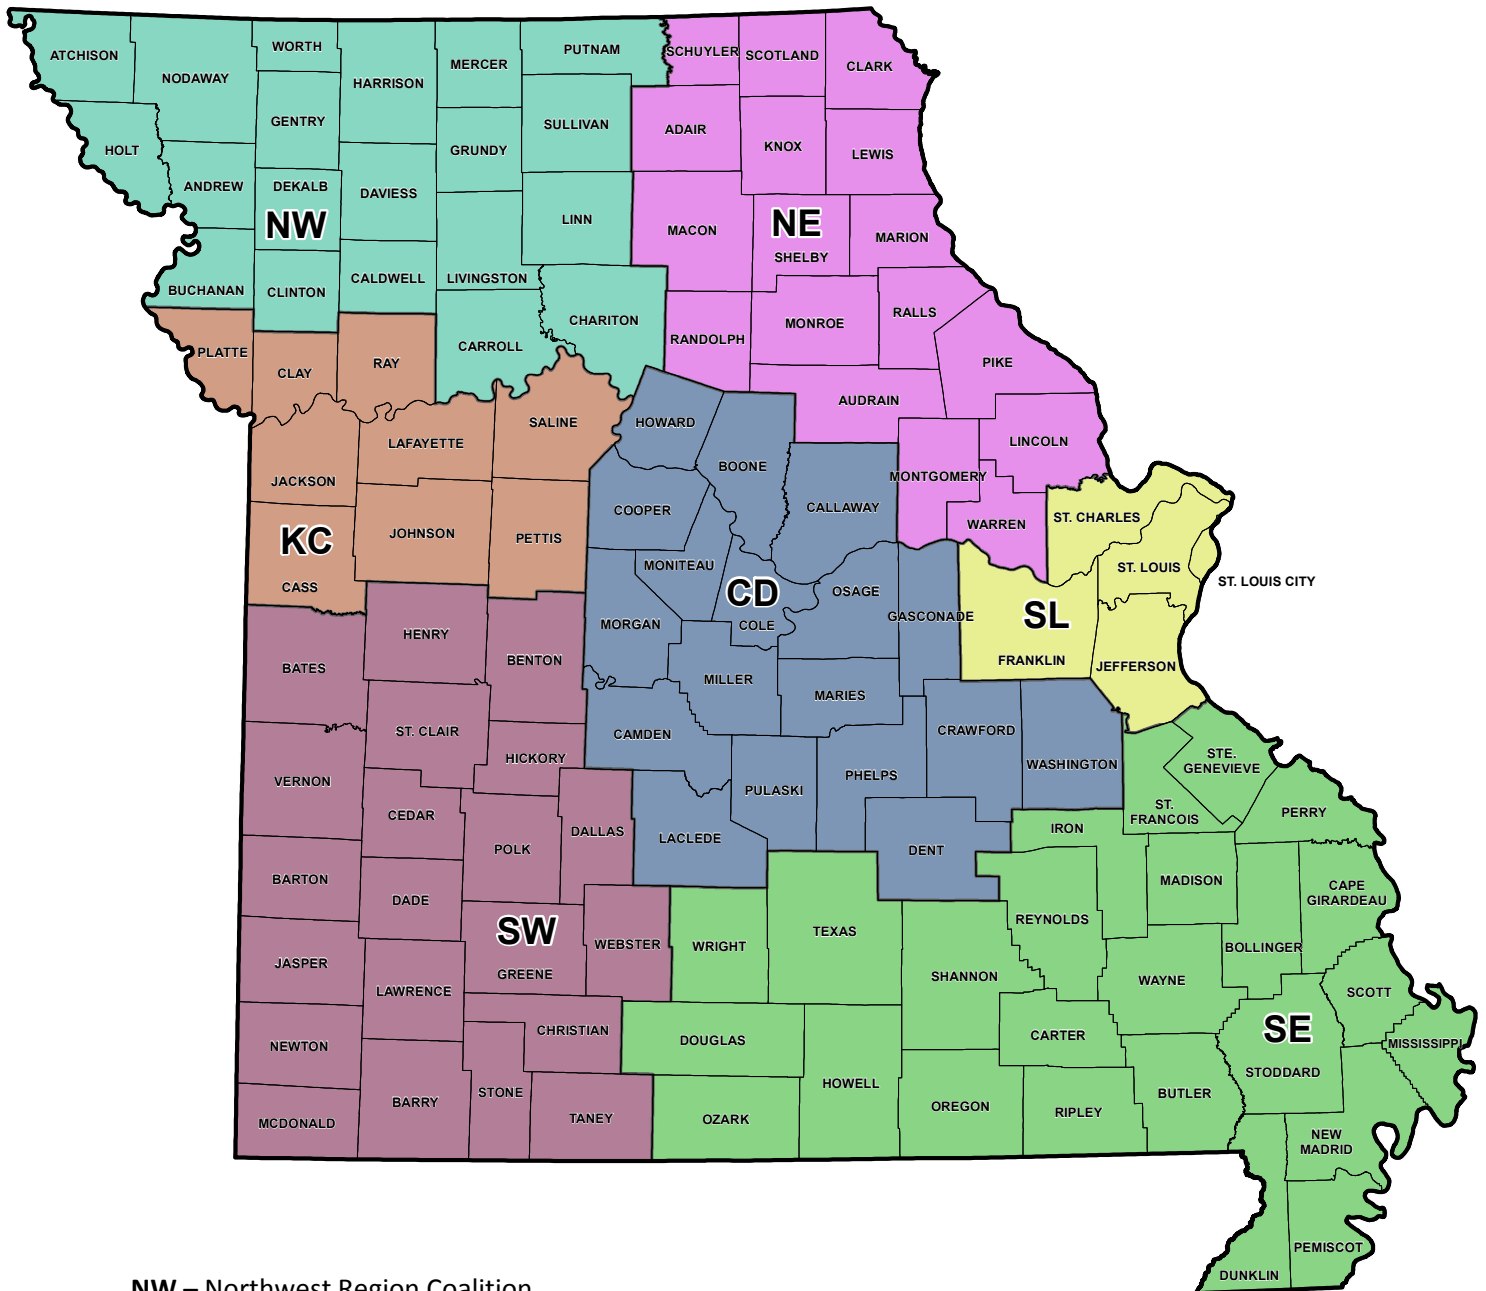 ATCHISON
NODAWAY
WORTH
HARRISON
MERCER
PUTNAM
SCHUYLER
SCOTLAND
CLARK
GENTRY
SULLIVAN
ADAIR
KNOX
LEWIS
HOLT
GRUNDY
ANDREW
DEKALB
DAVIESS
NW
LINN
MACON
NE
SHELBY
MARION
BUCHANAN
CLINTON
CALDWELL
LIVINGSTON
CHARITON
RANDOLPH
MONROE
RALLS
PIKE
PLATTE
CLAY
RAY
CARROLL
AUDRAIN
SALINE
HOWARD
LAFAYETTE
BOONE
LINCOLN
JACKSON
MONTGOMERY
COOPER
CALLAWAY
ST. CHARLES
WARREN
KC
JOHNSON
PETTIS
CASS
MONITEAU
CD
OSAGE
ST. LOUIS
ST. LOUIS CITY
MORGAN
COLE
GASCONADE
SL
HENRY
BENTON
FRANKLIN
JEFFERSON
BATES
MILLER
MARIES
ST. CLAIR
CAMDEN
CRAWFORD
WASHINGTON
HICKORY
STE.
GENEVIEVE
VERNON
PULASKI
PHELPS
CEDAR
DALLAS
LACLEDE
ST.
FRANCOIS
PERRY
IRON
POLK
DENT
BARTON
DADE
MADISON
CAPE
GIRARDEAU
SW
WEBSTER
WRIGHT
TEXAS
REYNOLDS
BOLLINGER
JASPER
GREENE
LAWRENCE
SHANNON
WAYNE
SCOTT
CHRISTIAN
NEWTON
DOUGLAS
CARTER
SE
MISSISSIPPI
STODDARD
BARRY
STONE
HOWELL
BUTLER
MCDONALD
TANEY
OZARK
OREGON
RIPLEY
NEW
MADRID
PEMISCOT
DUNKLIN
NW – Northwest Region Coalition